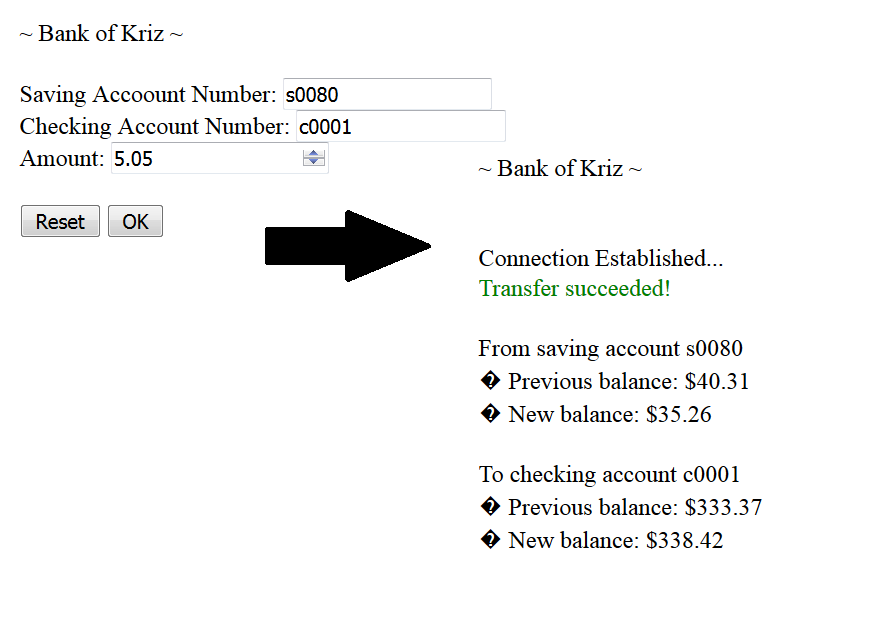 ~ Bank of Kriz ~
Saving Accoount Number: s0080
Checking Account Number: c0001
Amount: 5.05
Reset OK
~ Bank of Kriz ~
Connection Established...
Transfer succeeded!
From saving account s0080
� Previous balance: $40.31
� New balance: $35.26
To checking account c0001
� Previous balance: $333.37
� New balance: $338.42